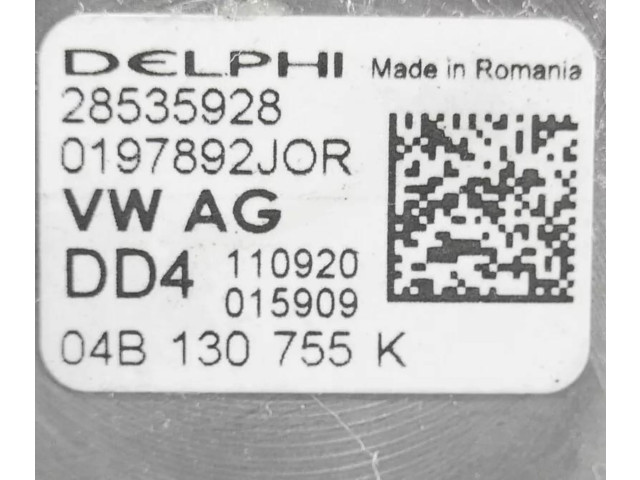 DELPHI Made in Romania
28535928
0197892JOR
VW AG
DD4 110920
015909
04B 130 755 K